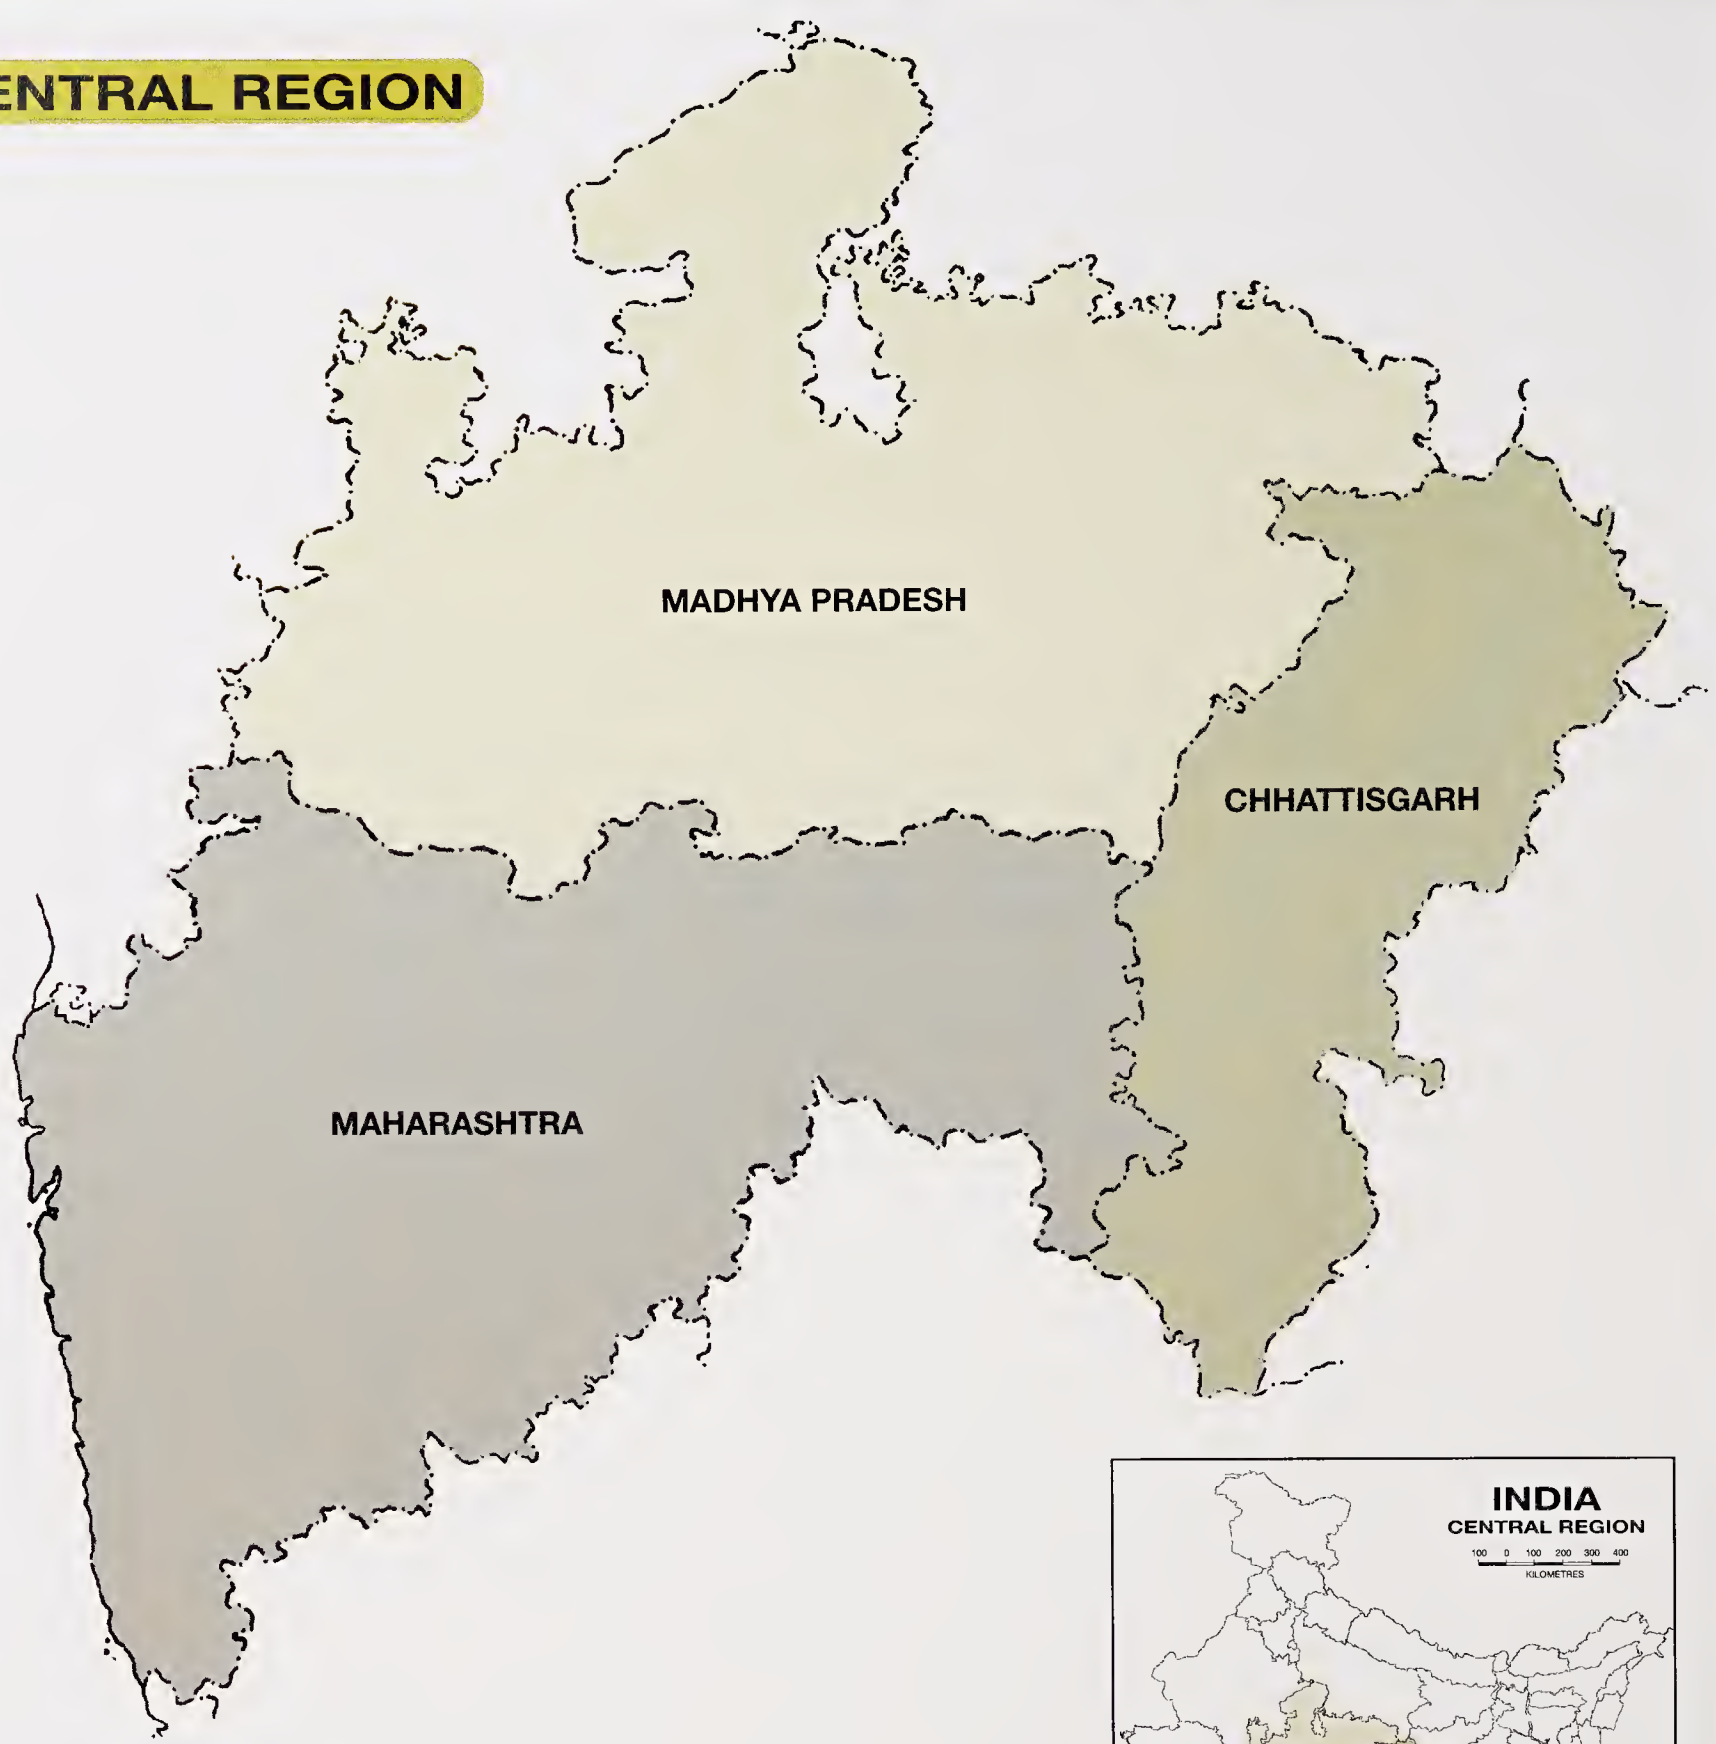 ENTRAL REGION
MADHYA PRADESH
CHHATTISGARH
MAHARASHTRA
INDIA
CENTRAL REGION
100 0 100 200 300 400
KILOMETRES